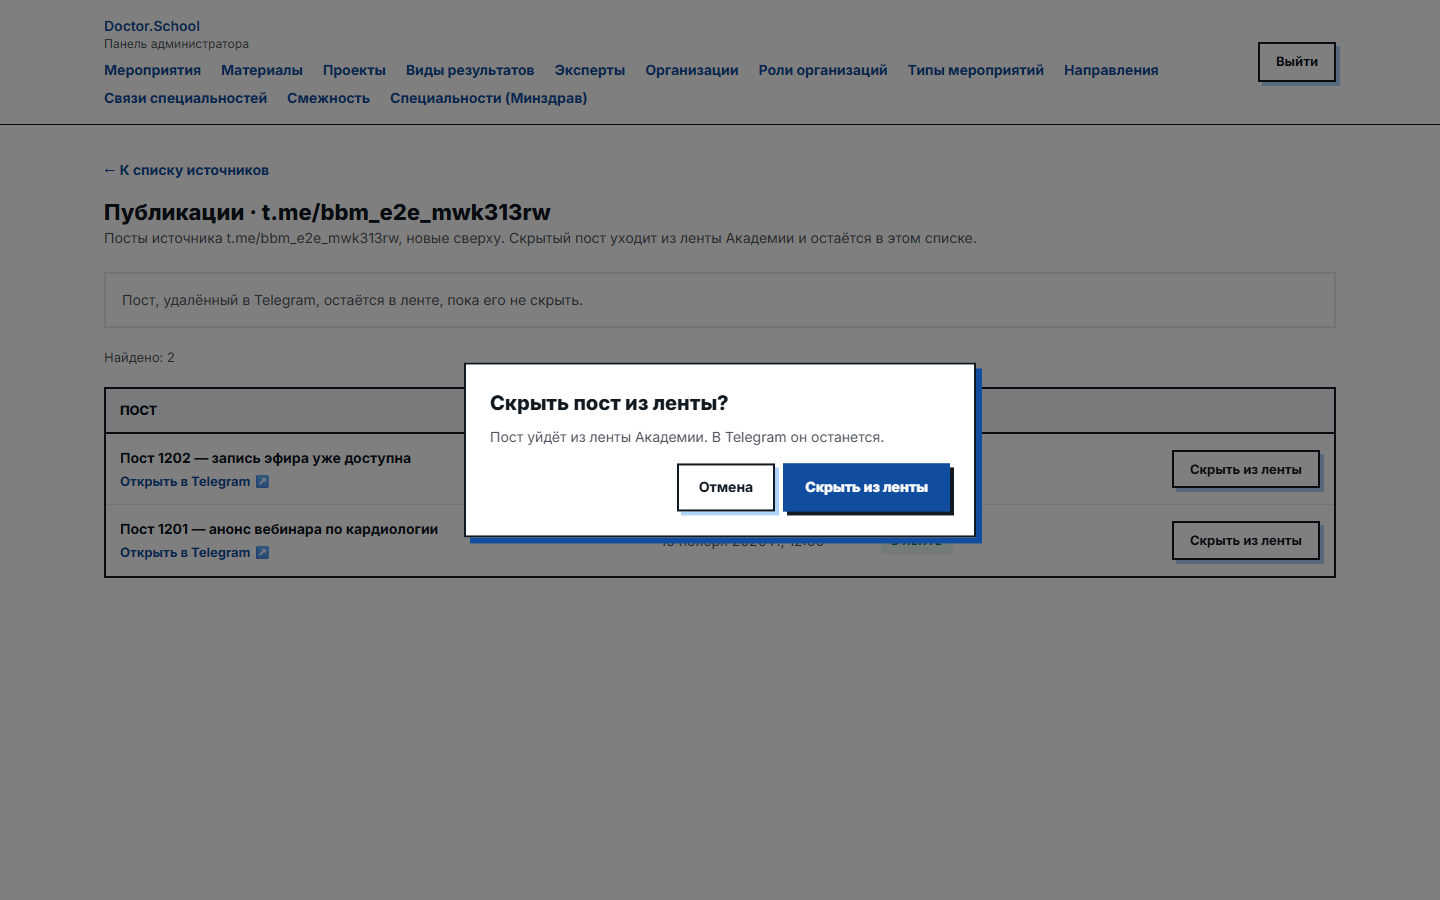 Doctor.School
Панель администратора
Мероприятия Материалы Проекты Виды результатов Эксперты Организации Роли организаций Типы мероприятий Направления
Связи специальностей Смежность Специальности (Минздрав)
Выйти
← К списку источников
Публикации · t.me/bbm_e2e_mwk313rw
Посты источника t.me/bbm_e2e_mwk313rw, новые сверху. Скрытый пост уходит из ленты Академии и остаётся в этом списке.
Пост, удалённый в Telegram, остаётся в ленте, пока его не скрыть.
Найдено: 2
ПОСТ
Скрыть пост из ленты?
Пост уйдёт из ленты Академии. В Telegram он останется.
Отмена Скрыть из ленты
Пост 1202 — запись эфира уже доступна
Открыть в Telegram ↗
Скрыть из ленты
Пост 1201 — анонс вебинара по кардиологии
Открыть в Telegram ↗
Скрыть из ленты